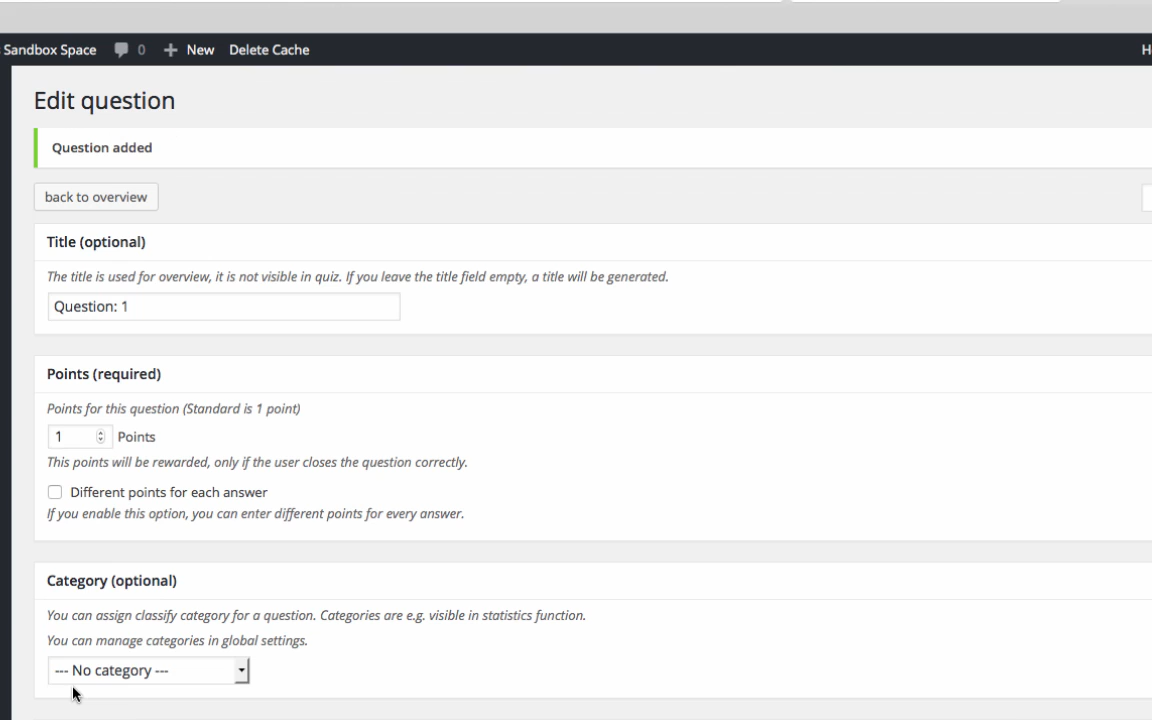 Sandbox Space 0 New Delete Cache
Edit question
Question added
back to overview
Title (optional)
The title is used for overview, it is not visible in quiz. If you leave the title field empty, a title will be generated.
Question: 1
Points (required)
Points for this question (Standard is 1 point)
1 Points
This points will be rewarded, only if the user closes the question correctly.
Different points for each answer
If you enable this option, you can enter different points for every answer.
Category (optional)
You can assign classify category for a question. Categories are e.g. visible in statistics function.
You can manage categories in global settings.
--- No category ---